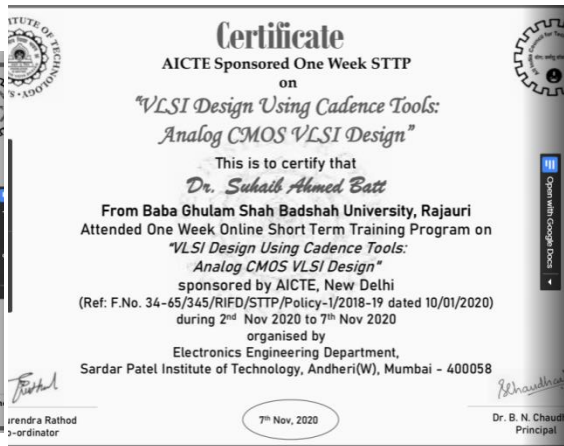 Certificate
AICTE Sponsored One Week STTP
on
"VLSI Design Using Cadence Tools:
Analog CMOS VLSI Design"
This is to certify that
Dr. Suhaib Ahmed Batt
From Baba Ghulam Shah Badshah University, Rajauri
Attended One Week Online Short Term Training Program on
"VLSI Design Using Cadence Tools:
Analog CMOS VLSI Design"
sponsored by AICTE, New Delhi
(Ref: F.No. 34-65/345/RIFD/STTP/Policy-1/2018-19 dated 10/01/2020)
during 2nd Nov 2020 to 7th Nov 2020
organised by
Electronics Engineering Department,
Sardar Patel Institute of Technology, Andheri(W), Mumbai - 400058
urendra Rathod
o-ordinator
7th Nov, 2020
Dr. B. N. Chaud
Principal
Open with Google Docs